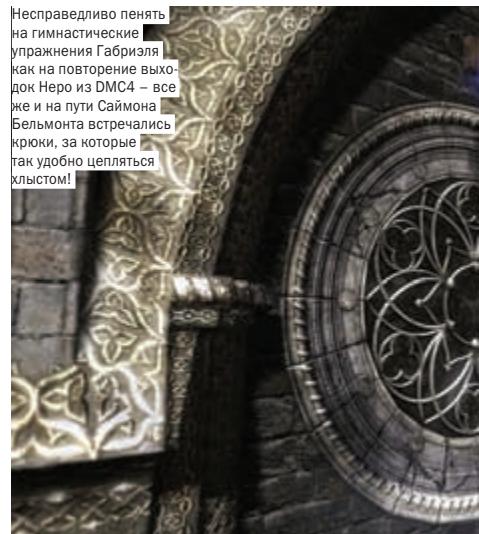 Несправедливо пенять
на гимнастические
упражнения Габриэля
как на повторение выхо-
док Неро из DMC4 – все
же и на пути Саймона
Бельмонта встречались
крюки, за которые
так удобно цепляться
хлыстом!